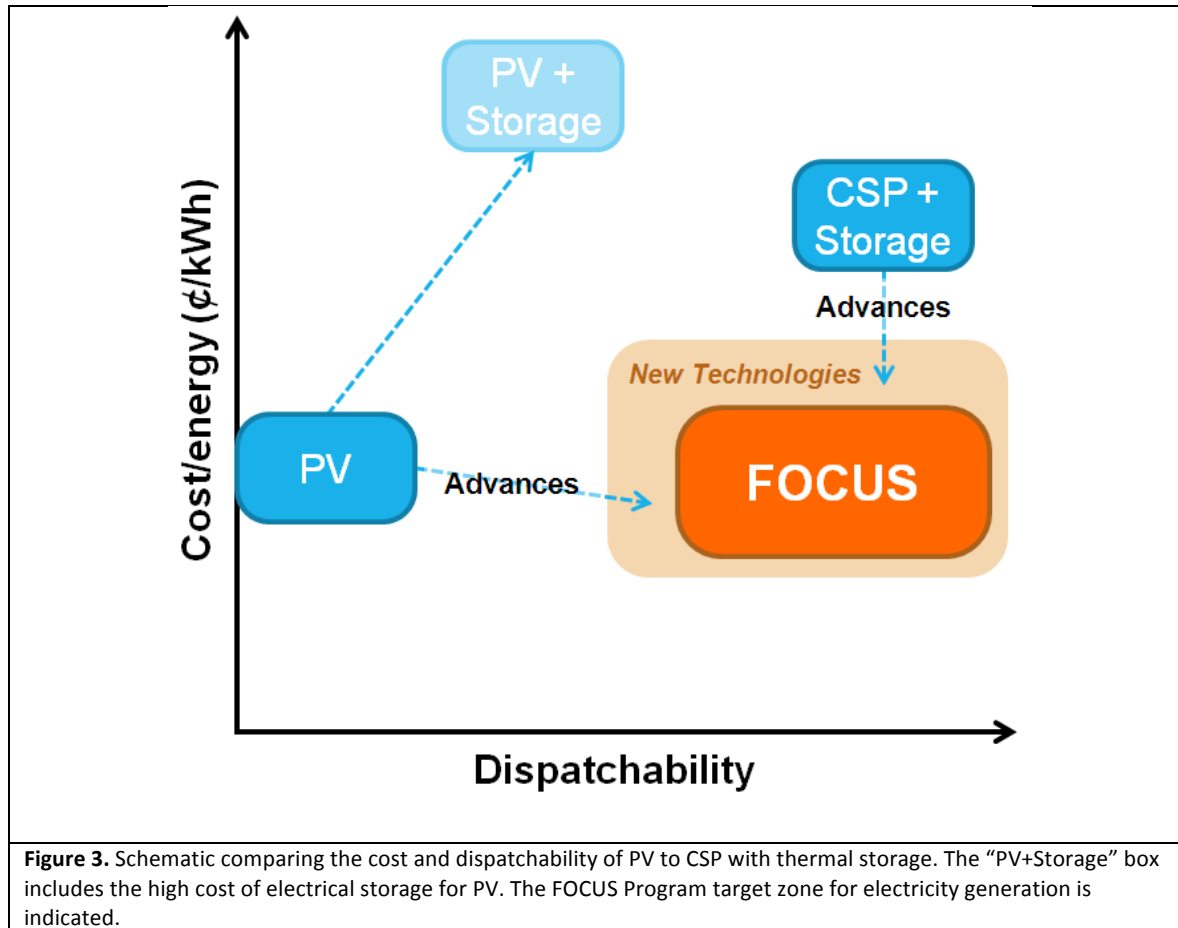 Cost/energy (¢/kWh)
PV +
Storage
CSP +
Storage
Advances
New Technologies
PV
Advances
FOCUS
Dispatchability
Figure 3. Schematic comparing the cost and dispatchability of PV to CSP with thermal storage. The “PV+Storage” box
includes the high cost of electrical storage for PV. The FOCUS Program target zone for electricity generation is
indicated.